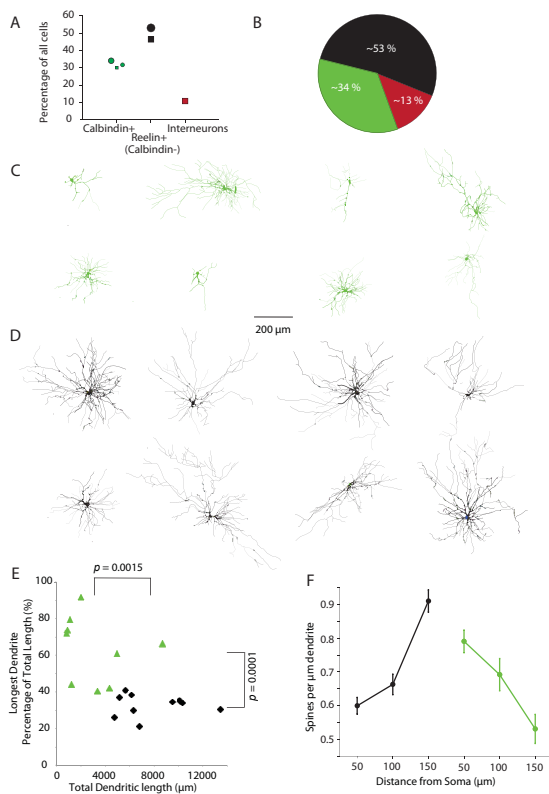 A
Percentage of all cells
60
50
40
30
20
10
0
Calbindin+
Reelin+
(Calbindin-)
Interneurons
B
~53 %
~34 %
~13 %
C
200 µm
D
E
p = 0.0015
Longest Dendrite
Percentage of Total Length (%)
100
80
60
40
20
0
p = 0.0001
0 4000 8000 12000
Total Dendritic length (µm)
F
Spines per µm dendrite
0.9
0.8
0.7
0.6
0.5
50 100 150 50 100 150
Distance from Soma (µm)